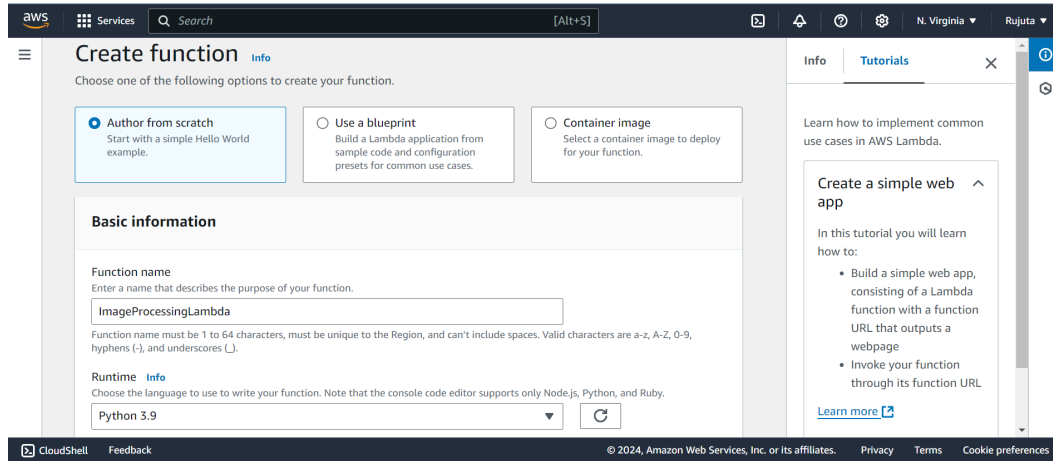 aws
Services
Search
[Alt+S]
N. Virginia ▼
Rujuta ▼
Create function Info
Choose one of the following options to create your function.
Author from scratch
Start with a simple Hello World
example.
Use a blueprint
Build a Lambda application from
sample code and configuration
presets for common use cases.
Container image
Select a container image to deploy
for your function.
Basic information
Function name
Enter a name that describes the purpose of your function.
ImageProcessingLambda
Function name must be 1 to 64 characters, must be unique to the Region, and can't include spaces. Valid characters are a-z, A-Z, 0-9,
hyphens (-), and underscores (_).
Runtime Info
Choose the language to use to write your function. Note that the console code editor supports only Node.js, Python, and Ruby.
Python 3.9
Info
Tutorials
Learn how to implement common
use cases in AWS Lambda.
Create a simple web
app
In this tutorial you will learn
how to:
• Build a simple web app,
consisting of a Lambda
function with a function
URL that outputs a
webpage
• Invoke your function
through its function URL
Learn more
CloudShell
Feedback
© 2024, Amazon Web Services, Inc. or its affiliates.
Privacy
Terms
Cookie preferences